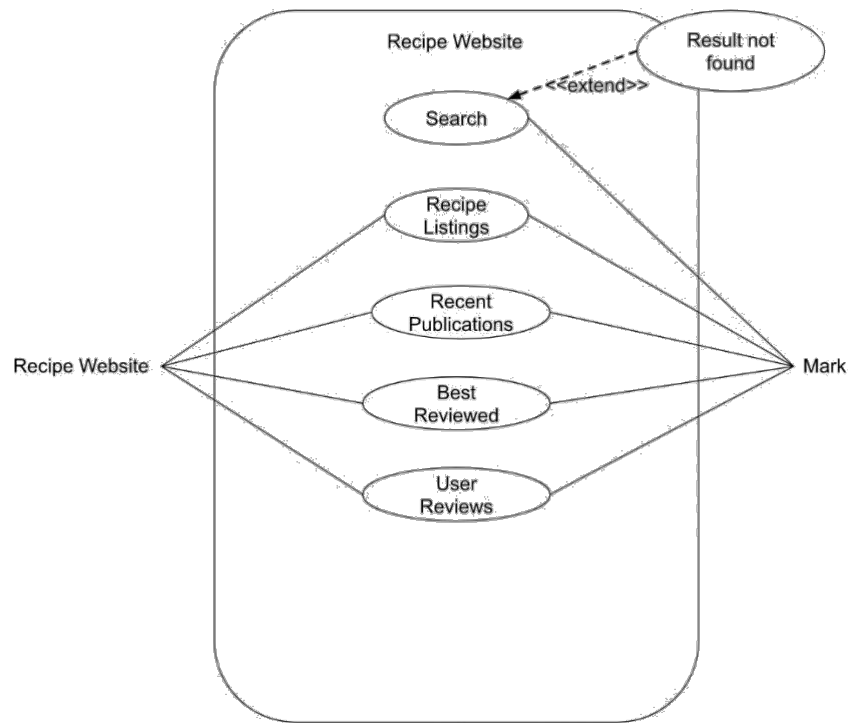 Recipe Website
Result not
found
<<extend>>
Search
Recipe
Listings
Recent
Publications
Recipe Website
Mark
Best
Reviewed
User
Reviews